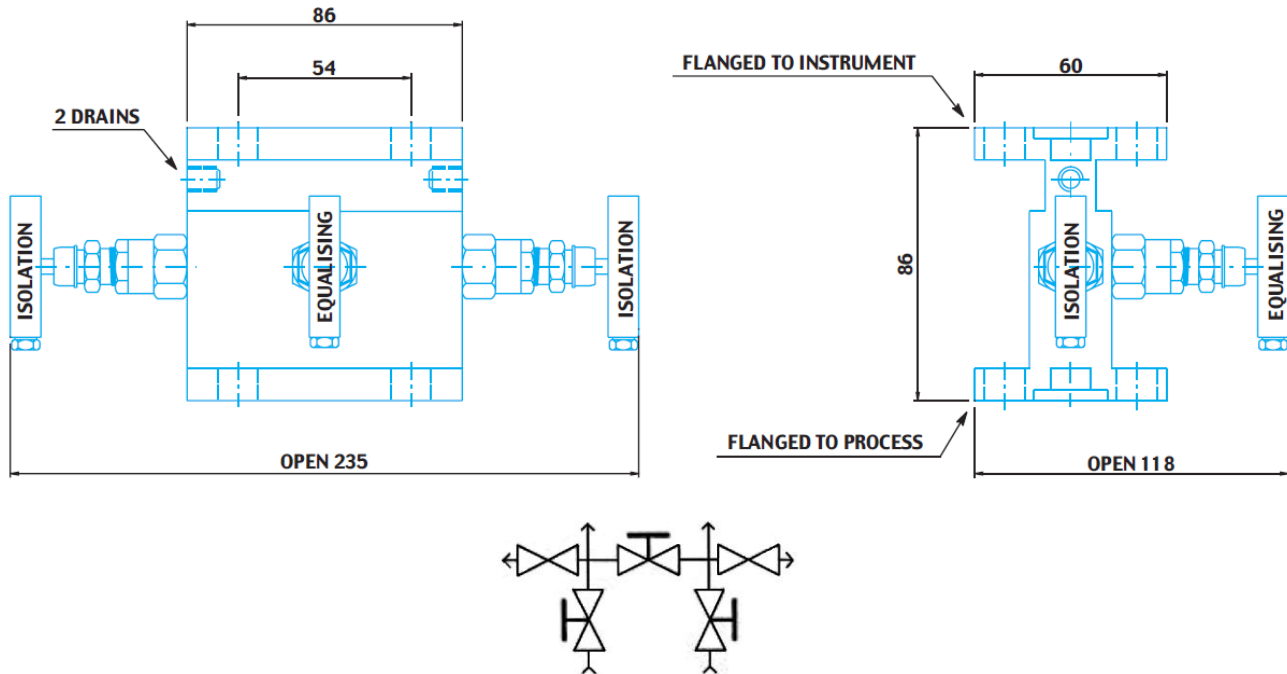 86
54
2 DRAINS
ISOLATION
EQUALISING
ISOLATION
OPEN 235
FLANGED TO INSTRUMENT
60
86
ISOLATION
EQUALISING
FLANGED TO PROCESS
OPEN 118